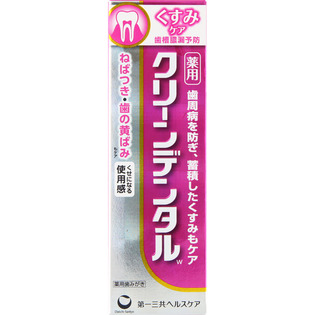 くすみ
ケア
歯槽膿漏予防
薬用
歯周病を防ぎ、蓄積したくすみもケア
クリーンデンタル
W
ねばつき・歯の黄ばみ
もケア
くせになる
使用感
薬用歯みがき
第一三共ヘルスケア